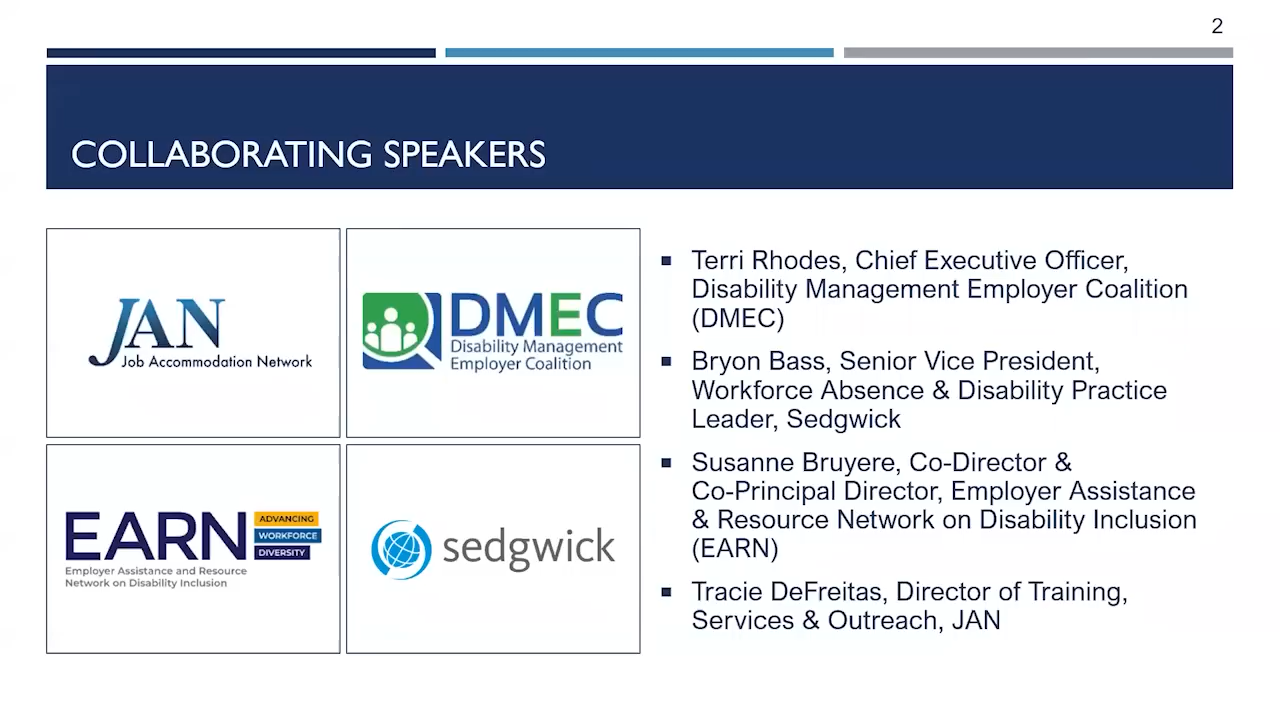 2
COLLABORATING SPEAKERS
JAN
Job Accommodation Network
DMEC
Disability Management
Employer Coalition
EARN
ADVANCING
WORKFORCE
DIVERSITY
Employer Assistance and Resource
Network on Disability Inclusion
sedgwick
▪ Terri Rhodes, Chief Executive Officer,
Disability Management Employer Coalition
(DMEC)
▪ Bryon Bass, Senior Vice President,
Workforce Absence & Disability Practice
Leader, Sedgwick
▪ Susanne Bruyere, Co-Director &
Co-Principal Director, Employer Assistance
& Resource Network on Disability Inclusion
(EARN)
▪ Tracie DeFreitas, Director of Training,
Services & Outreach, JAN